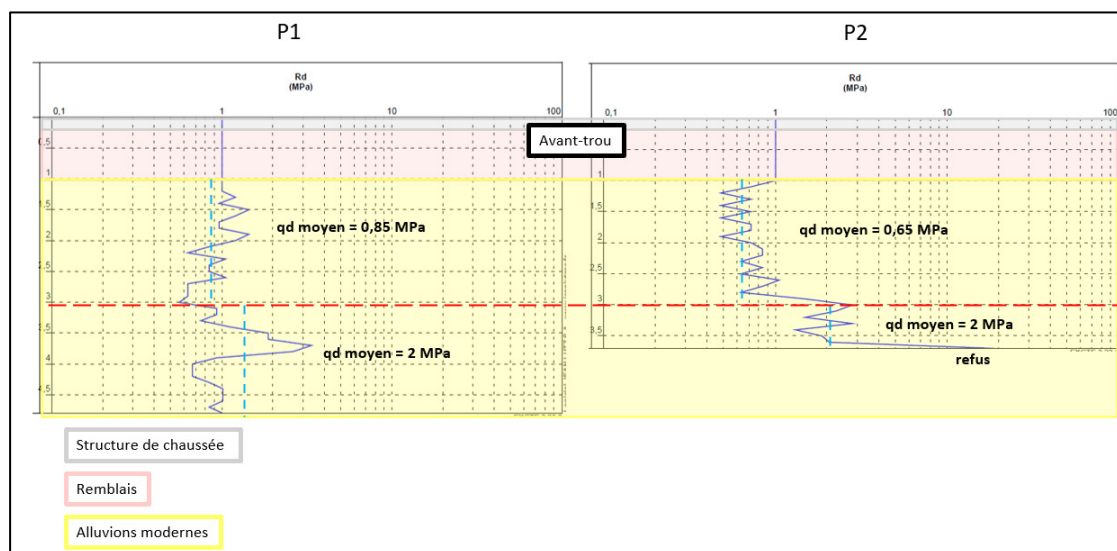 P1
P2
Rd
(MPa)
0,1 1 10 100
Rd
(MPa)
0,1 1 10 100
Avant-trou
0,5
1
1,5
2
2,5
3
3,5
4
4,5
qd moyen = 0,85 MPa
qd moyen = 2 MPa
0,5
1
1,5
2
2,5
3
3,5
qd moyen = 0,65 MPa
qd moyen = 2 MPa
refus
Structure de chaussée
Remblais
Alluvions modernes